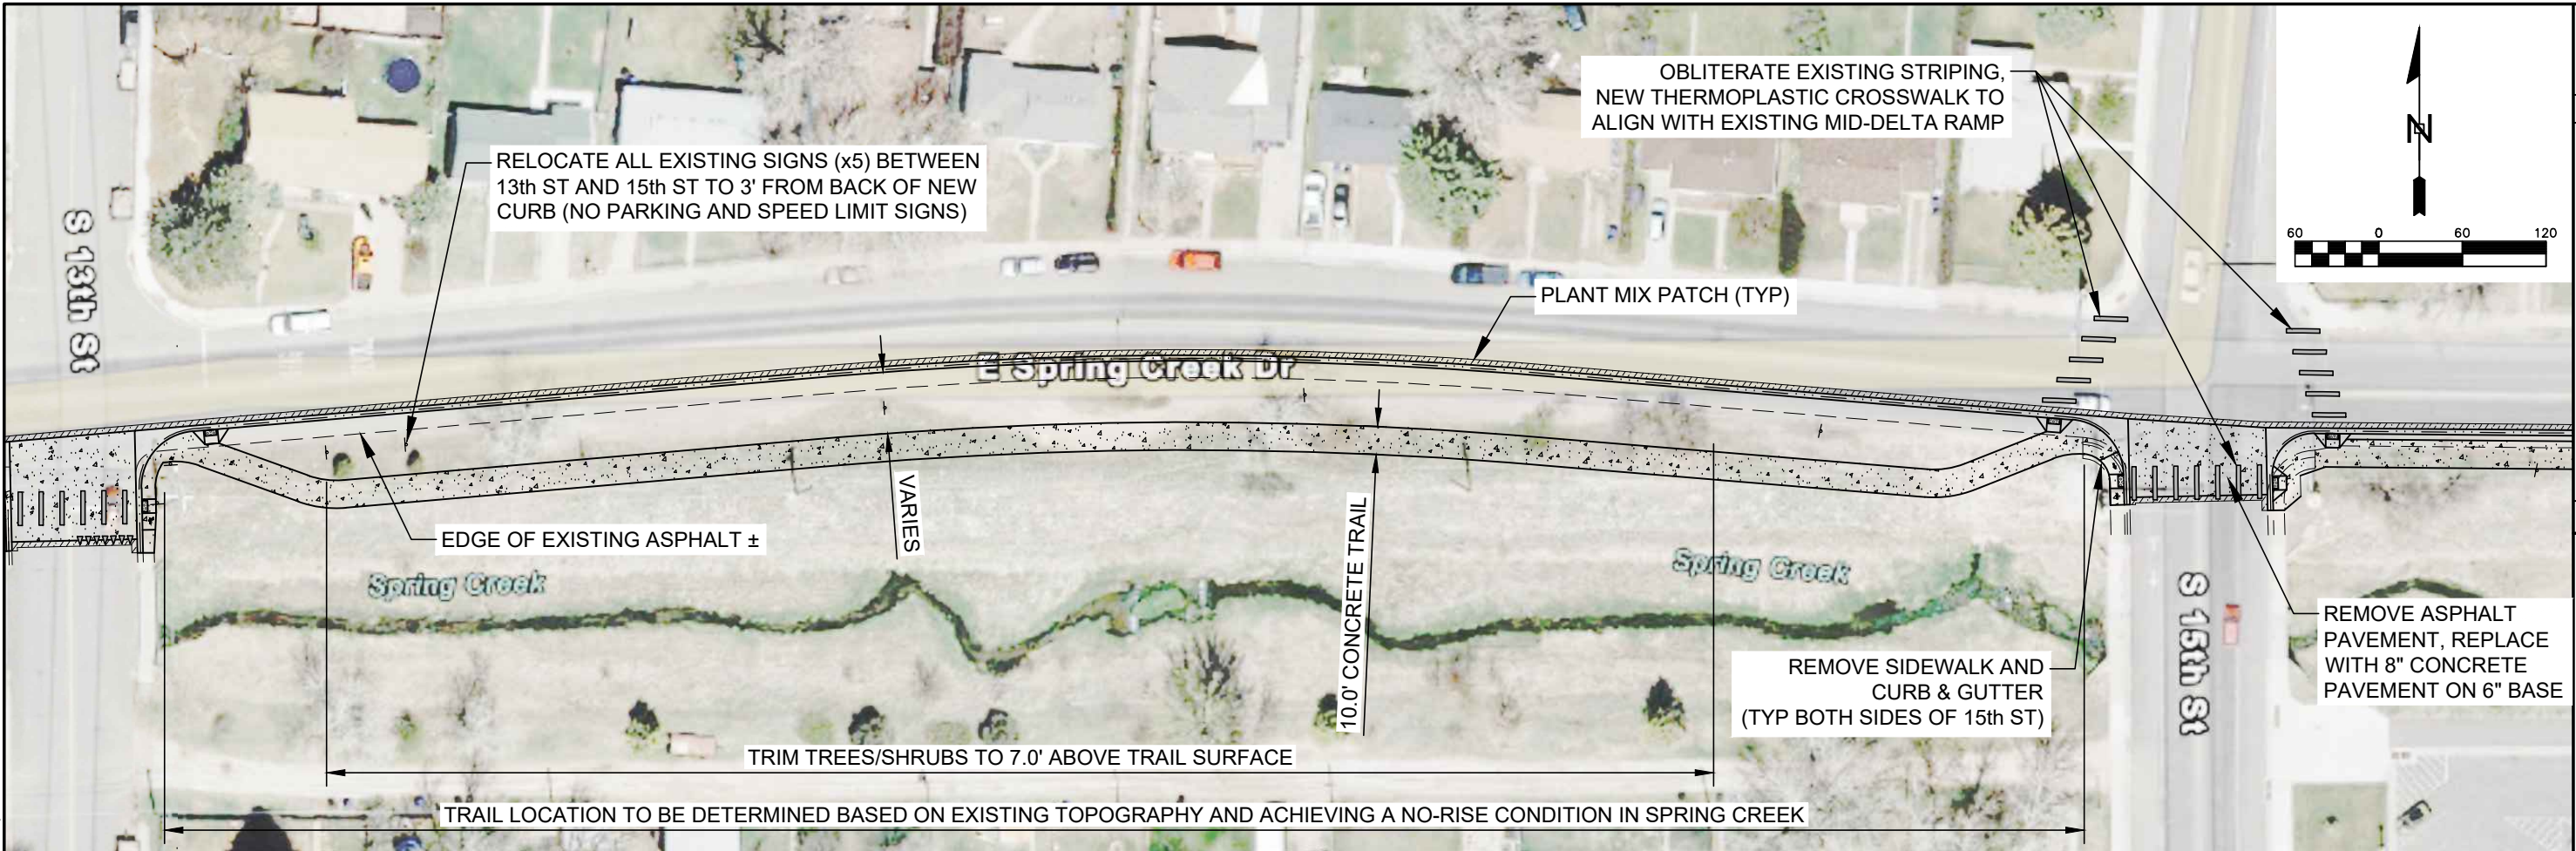 OBLITERATE EXISTING STRIPING,
NEW THERMOPLASTIC CROSSWALK TO
ALIGN WITH EXISTING MID-DELTA RAMP
N
60 0 60 120
RELOCATE ALL EXISTING SIGNS (x5) BETWEEN
13th ST AND 15th ST TO 3' FROM BACK OF NEW
CURB (NO PARKING AND SPEED LIMIT SIGNS)
S 13th St
PLANT MIX PATCH (TYP)
E Spring Creek Dr
VARIES
EDGE OF EXISTING ASPHALT ±
10.0' CONCRETE TRAIL
Spring Creek
Spring Creek
S 15th St
REMOVE ASPHALT
PAVEMENT, REPLACE
WITH 8" CONCRETE
PAVEMENT ON 6" BASE
REMOVE SIDEWALK AND
CURB & GUTTER
(TYP BOTH SIDES OF 15th ST)
TRIM TREES/SHRUBS TO 7.0' ABOVE TRAIL SURFACE
TRAIL LOCATION TO BE DETERMINED BASED ON EXISTING TOPOGRAPHY AND ACHIEVING A NO-RISE CONDITION IN SPRING CREEK